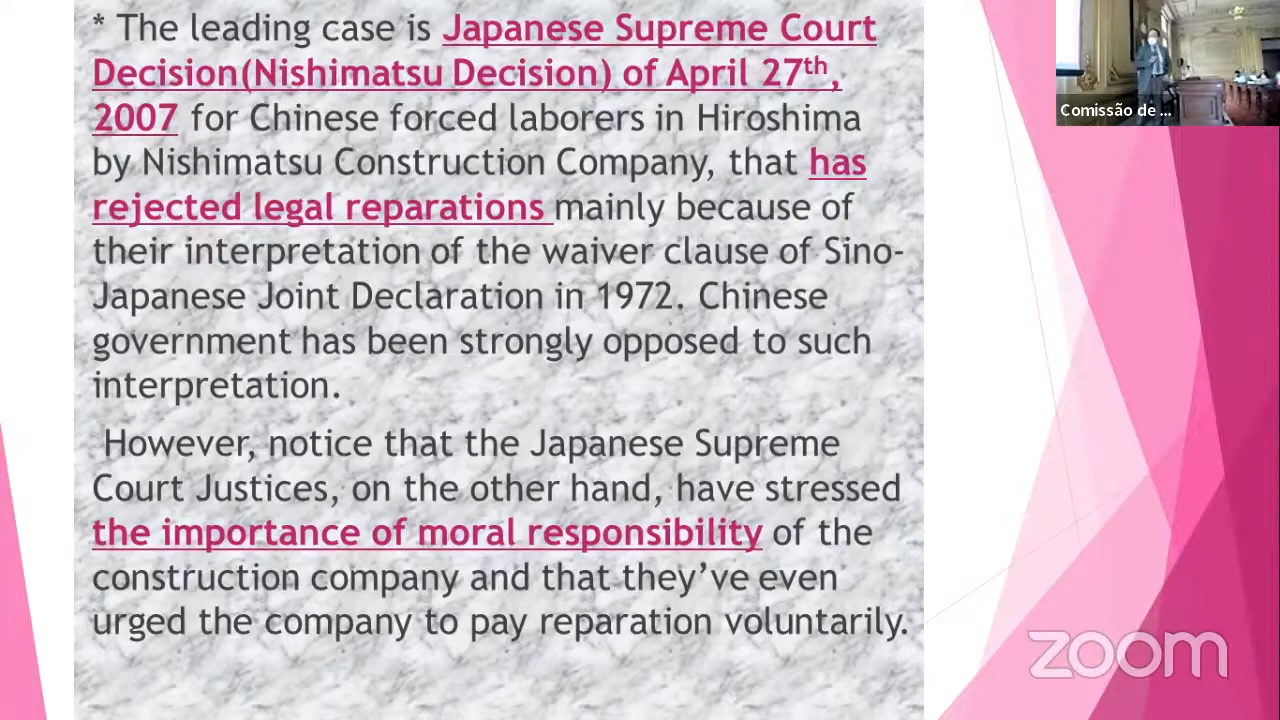 * The leading case is Japanese Supreme Court
Decision(Nishimatsu Decision) of April 27th,
2007 for Chinese forced laborers in Hiroshima
by Nishimatsu Construction Company, that has
rejected legal reparations mainly because of
their interpretation of the waiver clause of Sino-
Japanese Joint Declaration in 1972. Chinese
government has been strongly opposed to such
interpretation.
However, notice that the Japanese Supreme
Court Justices, on the other hand, have stressed
the importance of moral responsibility of the
construction company and that they’ve even
urged the company to pay reparation voluntarily.
Comissão de ...
zoom